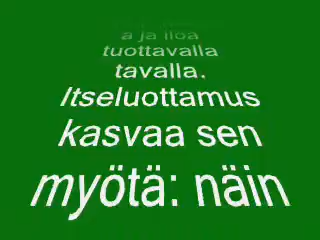 a ja iloa
tuottavalla
tavalla.
Itseluottamus
kasvaa sen
myötä: näin